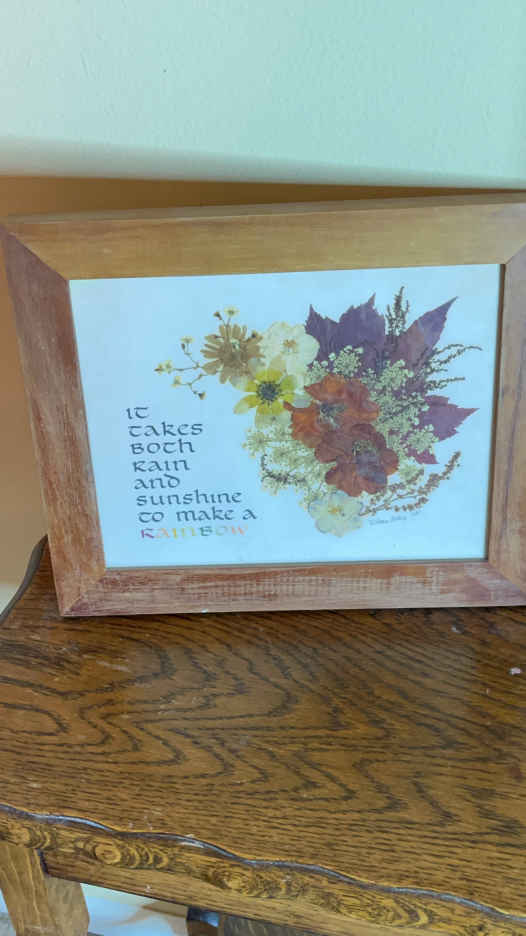 It
takes
both
rain
and
sunshine
to make a
rainbow